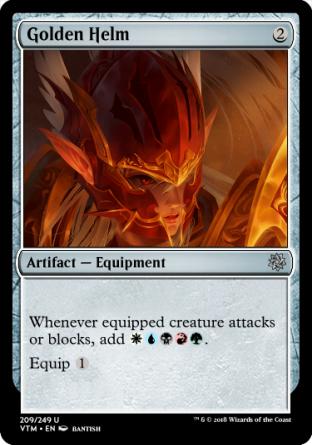 Golden Helm 2
Artifact — Equipment
Whenever equipped creature attacks
or blocks, add .
Equip 1
209/249 U
VTM • EN BANTISH
™ & © 2018 Wizards of the Coast